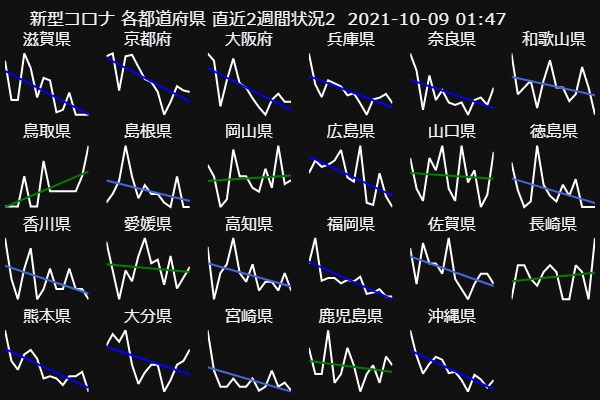 新型コロナ 各都道府県 直近2週間状況2 2021-10-09 01:47
滋賀県 京都府 大阪府 兵庫県 奈良県 和歌山県
鳥取県 島根県 岡山県 広島県 山口県 徳島県
香川県 愛媛県 高知県 福岡県 佐賀県 長崎県
熊本県 大分県 宮崎県 鹿児島県 沖縄県